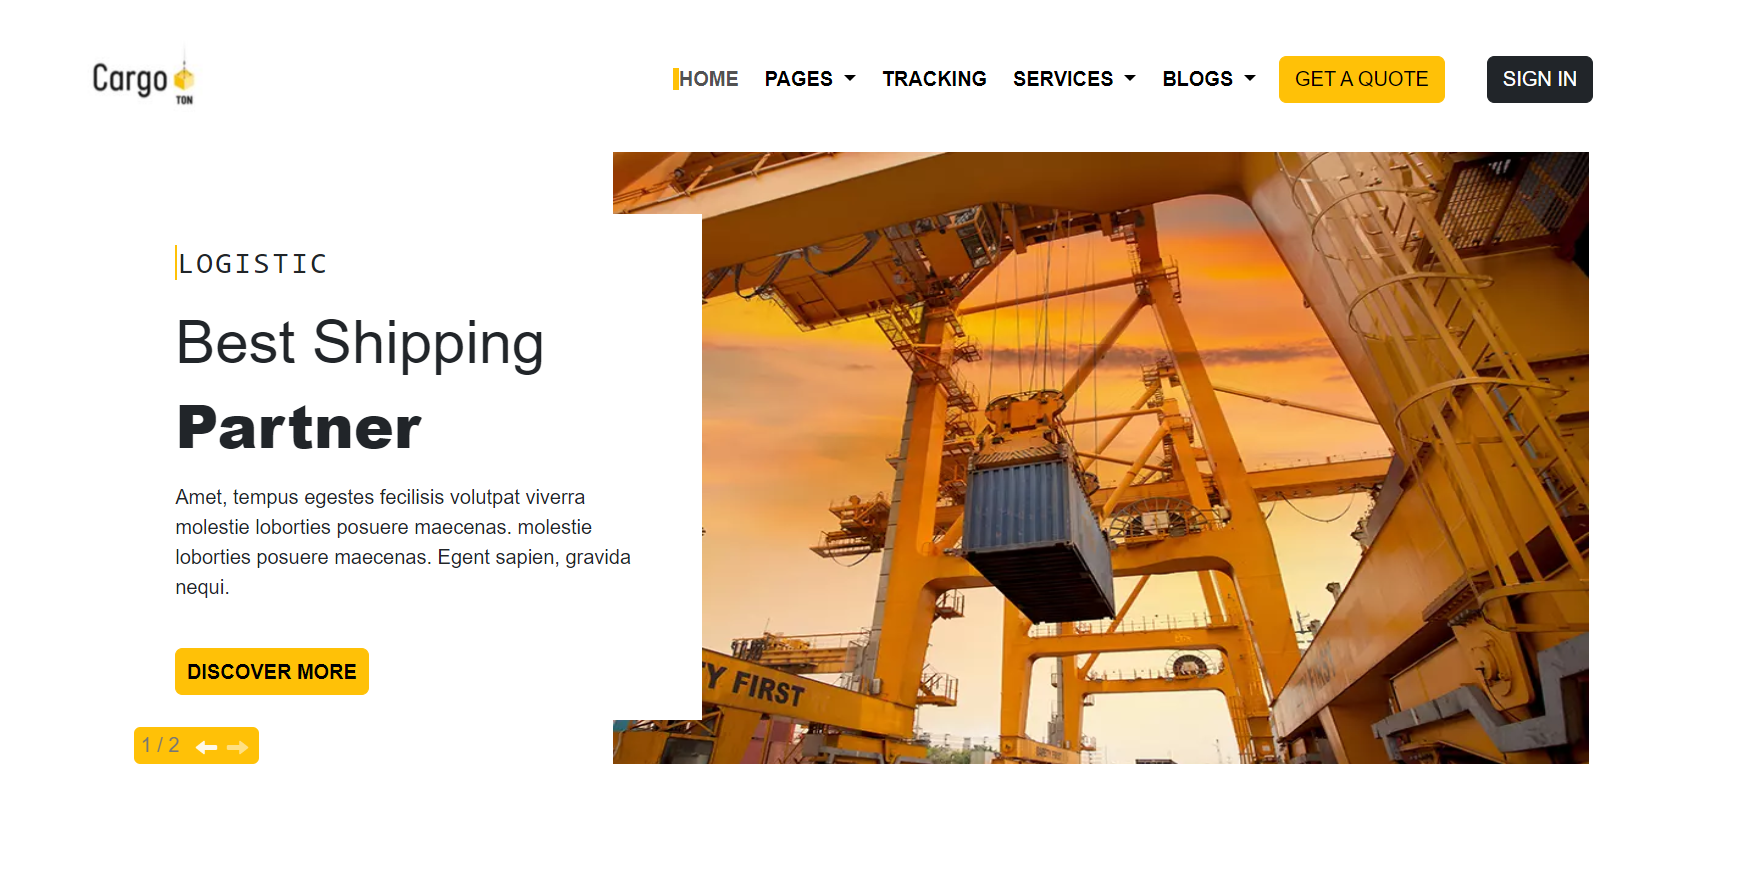 Cargo
TON
HOME PAGES TRACKING SERVICES BLOGS GET A QUOTE SIGN IN
LOGISTIC
Best Shipping
Partner
Amet, tempus egestes fecilisis volutpat viverra
molestie loborties posuere maecenas. molestie
loborties posuere maecenas. Egent sapien, gravida
nequi.
DISCOVER MORE
1 / 2
Y FIRST
SAFETY FIRST